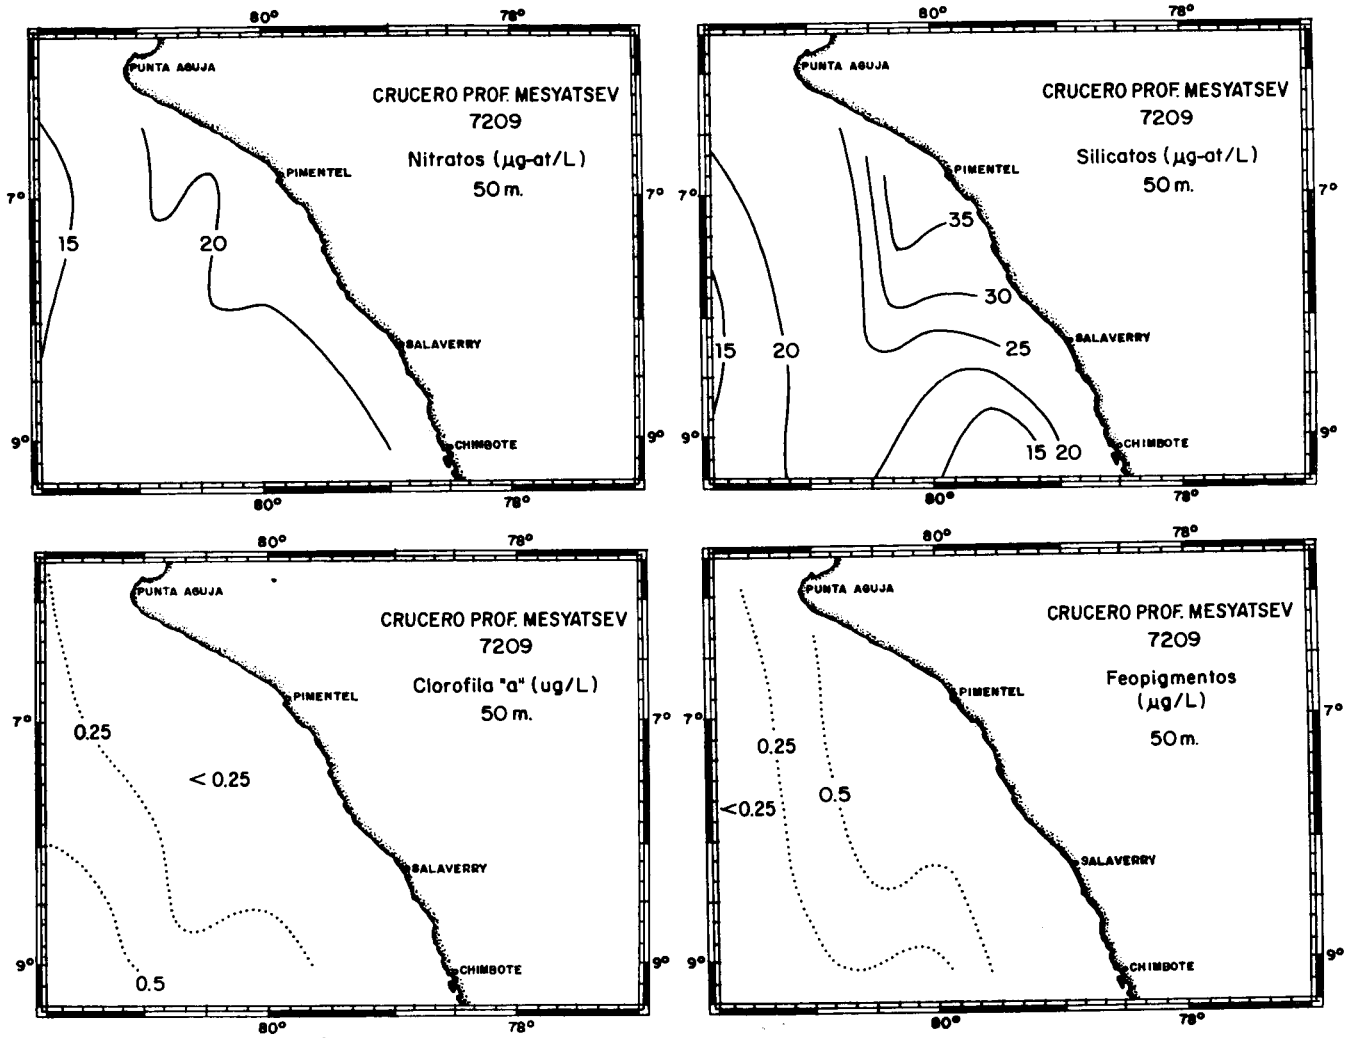 80° 78°
PUNTA AGUJA
CRUCERO PROF. MESYATSEV
7209
Nitratos (µg-at/L)
50 m.
PIMENTEL
7° 7°
15 20
SALAVERRY
9° 9°
CHIMBOTE
80° 78°
80° 78°
PUNTA AGUJA
CRUCERO PROF. MESYATSEV
7209
Silicatos (µg-at/L)
50 m.
PIMENTEL
7° 7°
35
30
25
15 20
SALAVERRY
9° 9°
CHIMBOTE
15 20
80° 78°
80° 78°
PUNTA AGUJA
CRUCERO PROF. MESYATSEV
7209
Clorofila "a" (ug/L)
50 m.
PIMENTEL
7° 7°
0.25
< 0.25
SALAVERRY
9° 9°
CHIMBOTE
0.5
80° 78°
80° 78°
PUNTA AGUJA
CRUCERO PROF. MESYATSEV
7209
Feopigmentos
(µg/L)
50 m.
PIMENTEL
7° 7°
0.25
<0.25 0.5
SALAVERRY
9°
CHIMBOTE
80° 78°